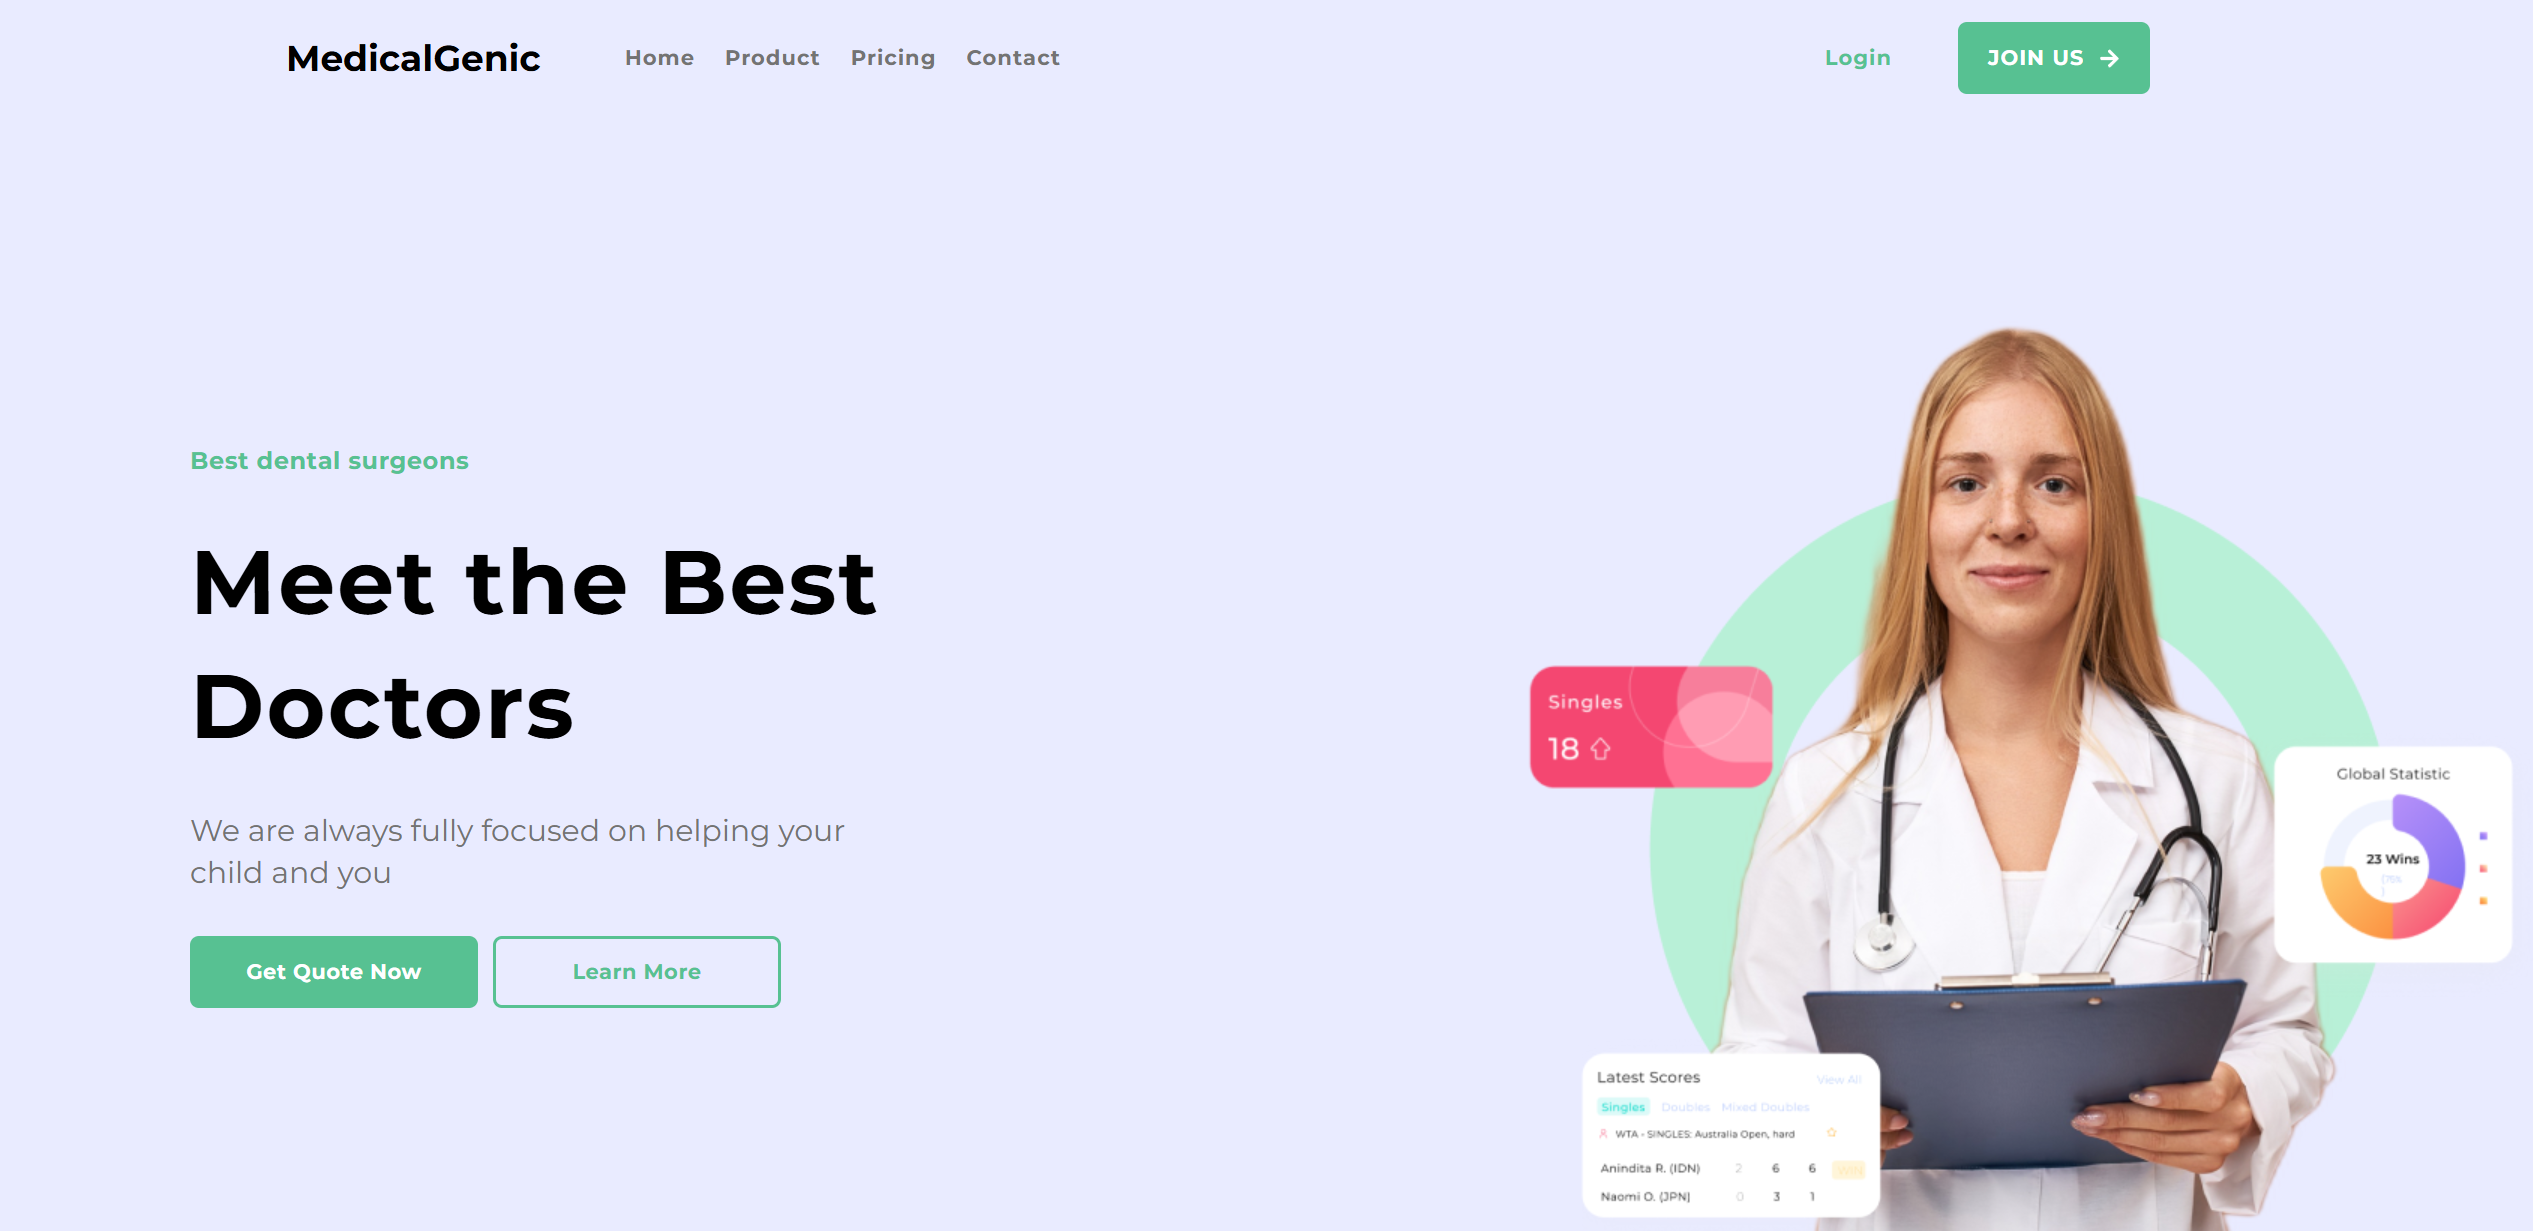 MedicalGenic
Home Product Pricing Contact
Login
JOIN US
Best dental surgeons
Meet the Best
Doctors
We are always fully focused on helping your
child and you
Get Quote Now
Learn More
Singles
18
Global Statistic
23 Wins
Latest Scores
View All
Singles Doubles Mixed Doubles
WTA - SINGLES: Australia Open, hard
Anindita R. (IDN) 2 6 6 WIN
Naomi O. (JPN) 0 3 1